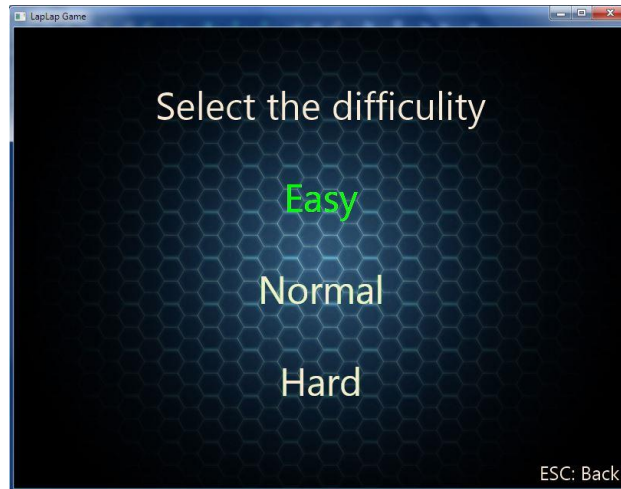 LapLap Game
Select the difficulity
Easy
Normal
Hard
ESC: Back